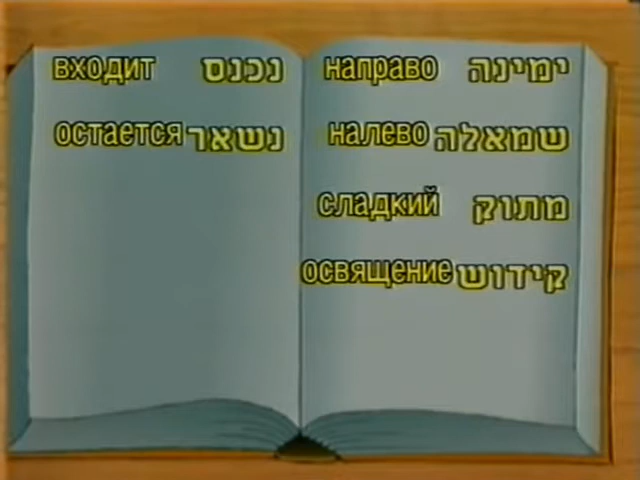 направо ימינה
налево שמאלה
сладкий מתוק
освящение קידוש
входит נכנס
остается נשאר